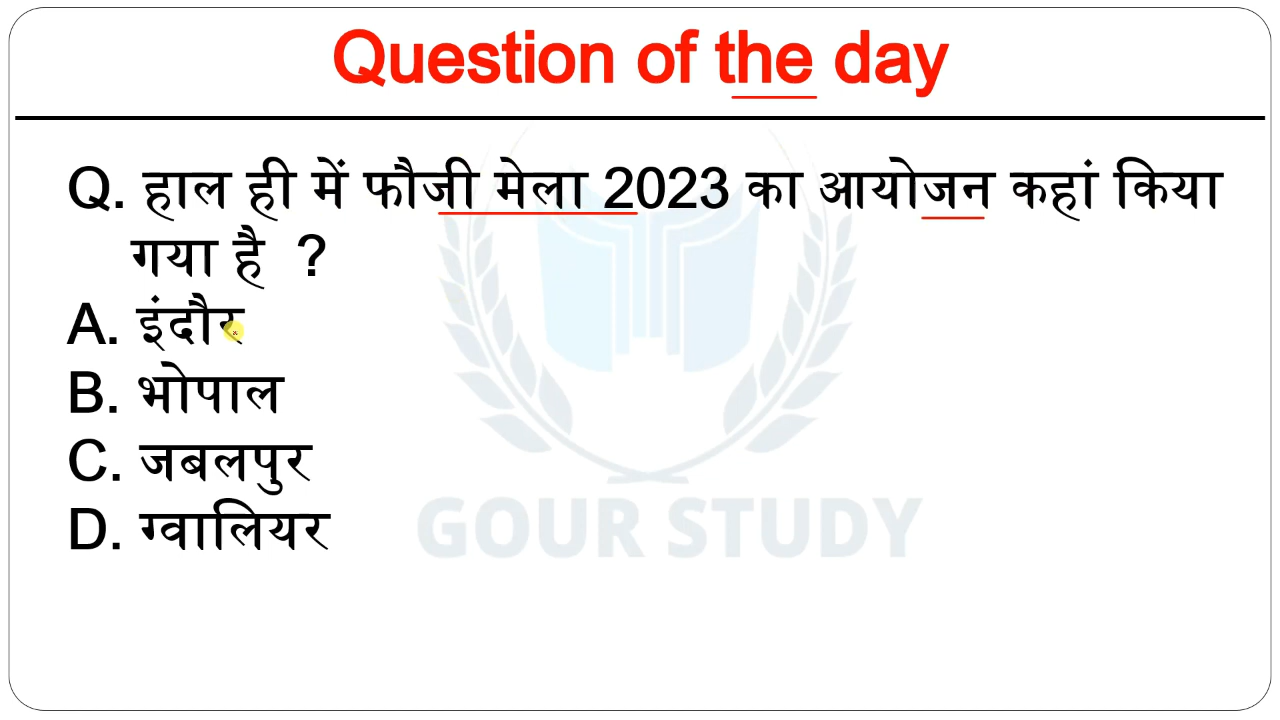 Question of the day
Q. हाल ही में फौजी मेला 2023 का आयोजन कहां किया
गया है ?
A. इंदौर
B. भोपाल
C. जबलपुर
D. ग्वालियर
GOUR STUDY